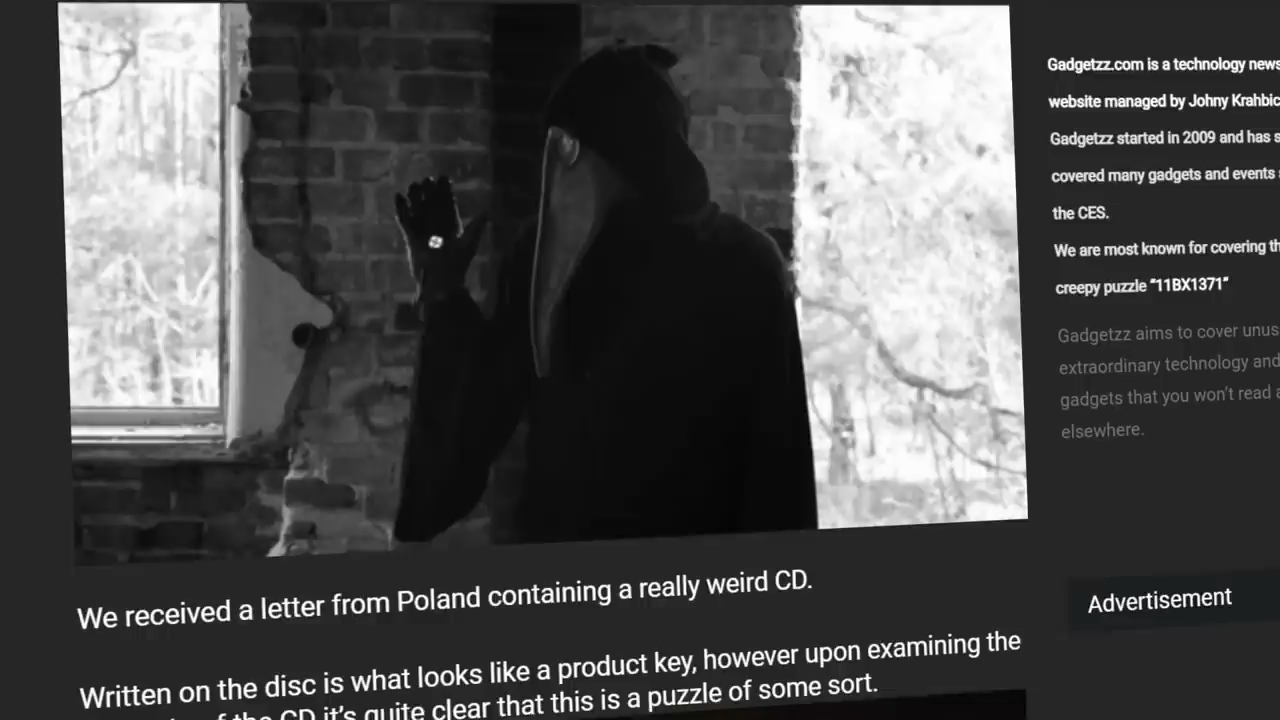 We received a letter from Poland containing a really weird CD.
Written on the disc is what looks like a product key, however upon examining the
of the CD it's quite clear that this is a puzzle of some sort.
Gadgetzz.com is a technology news
website managed by Johny Krahbic
Gadgetzz started in 2009 and has s
covered many gadgets and events a
the CES.
We are most known for covering th
creepy puzzle "11BX1371"
Gadgetzz aims to cover unus
extraordinary technology and
gadgets that you won't read a
elsewhere.
Advertisement